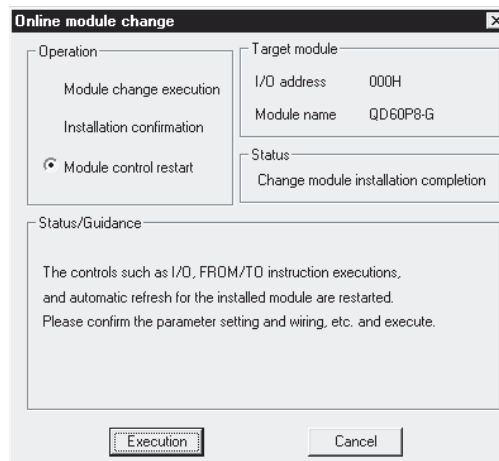 Online module change
Operation
Module change execution
Installation confirmation
Module control restart
Target module
I/O address 000H
Module name QD60P8-G
Status
Change module installation completion
Status/Guidance
The controls such as I/O, FROM/TO instruction executions,
and automatic refresh for the installed module are restarted.
Please confirm the parameter setting and wiring, etc. and execute.
Execution
Cancel